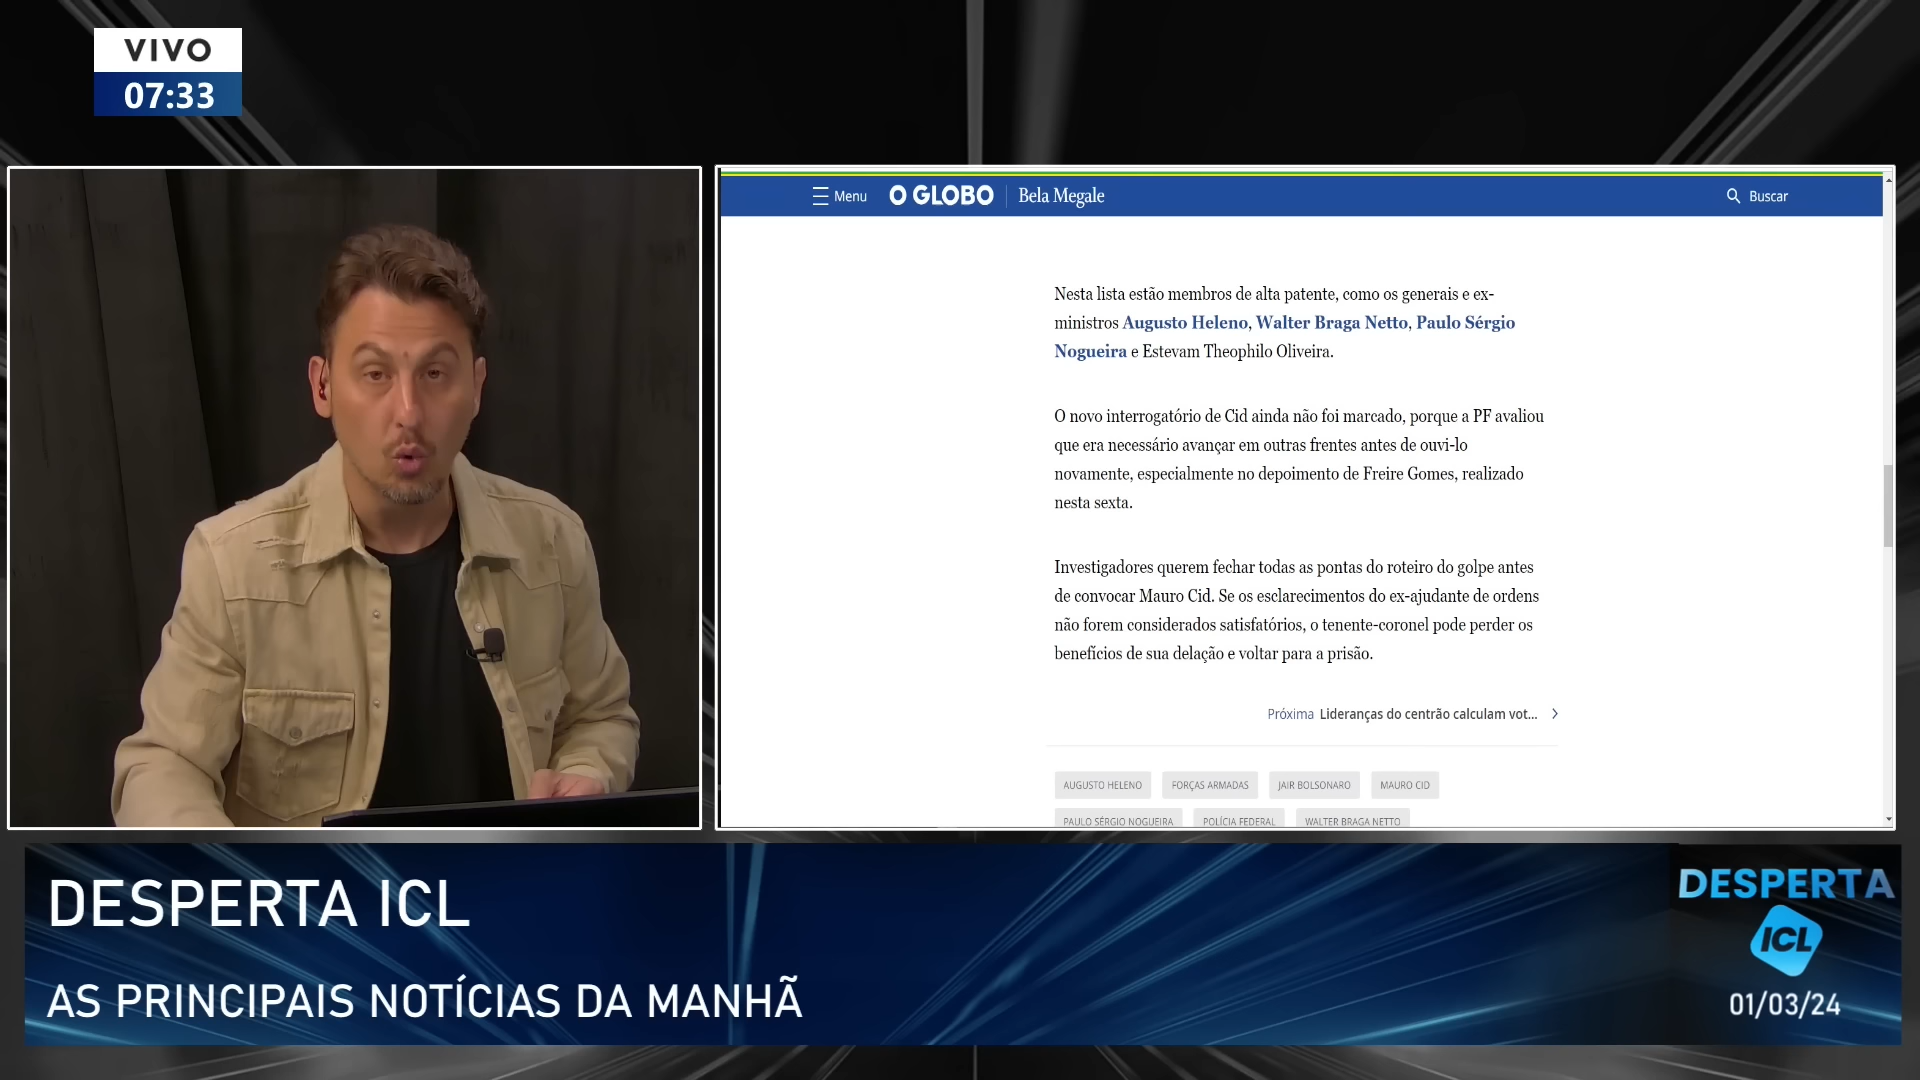 VIVO
07:33
Menu O GLOBO Bela Megale Buscar
Nesta lista estão membros de alta patente, como os generais e ex-
ministros Augusto Heleno, Walter Braga Netto, Paulo Sérgio
Nogueira e Estevam Theophilo Oliveira.
O novo interrogatório de Cid ainda não foi marcado, porque a PF avaliou
que era necessário avançar em outras frentes antes de ouvi-lo
novamente, especialmente no depoimento de Freire Gomes, realizado
nesta sexta.
Investigadores querem fechar todas as pontas do roteiro do golpe antes
de convocar Mauro Cid. Se os esclarecimentos do ex-ajudante de ordens
não forem considerados satisfatórios, o tenente-coronel pode perder os
benefícios de sua delação e voltar para a prisão.
Próxima Lideranças do centrão calculam vot...
AUGUSTO HELENO FORÇAS ARMADAS JAIR BOLSONARO MAURO CID
PAULO SÉRGIO NOGUEIRA POLÍCIA FEDERAL WALTER BRAGA NETTO
DESPERTA ICL
AS PRINCIPAIS NOTÍCIAS DA MANHÃ
DESPERTA
ICL
01/03/24